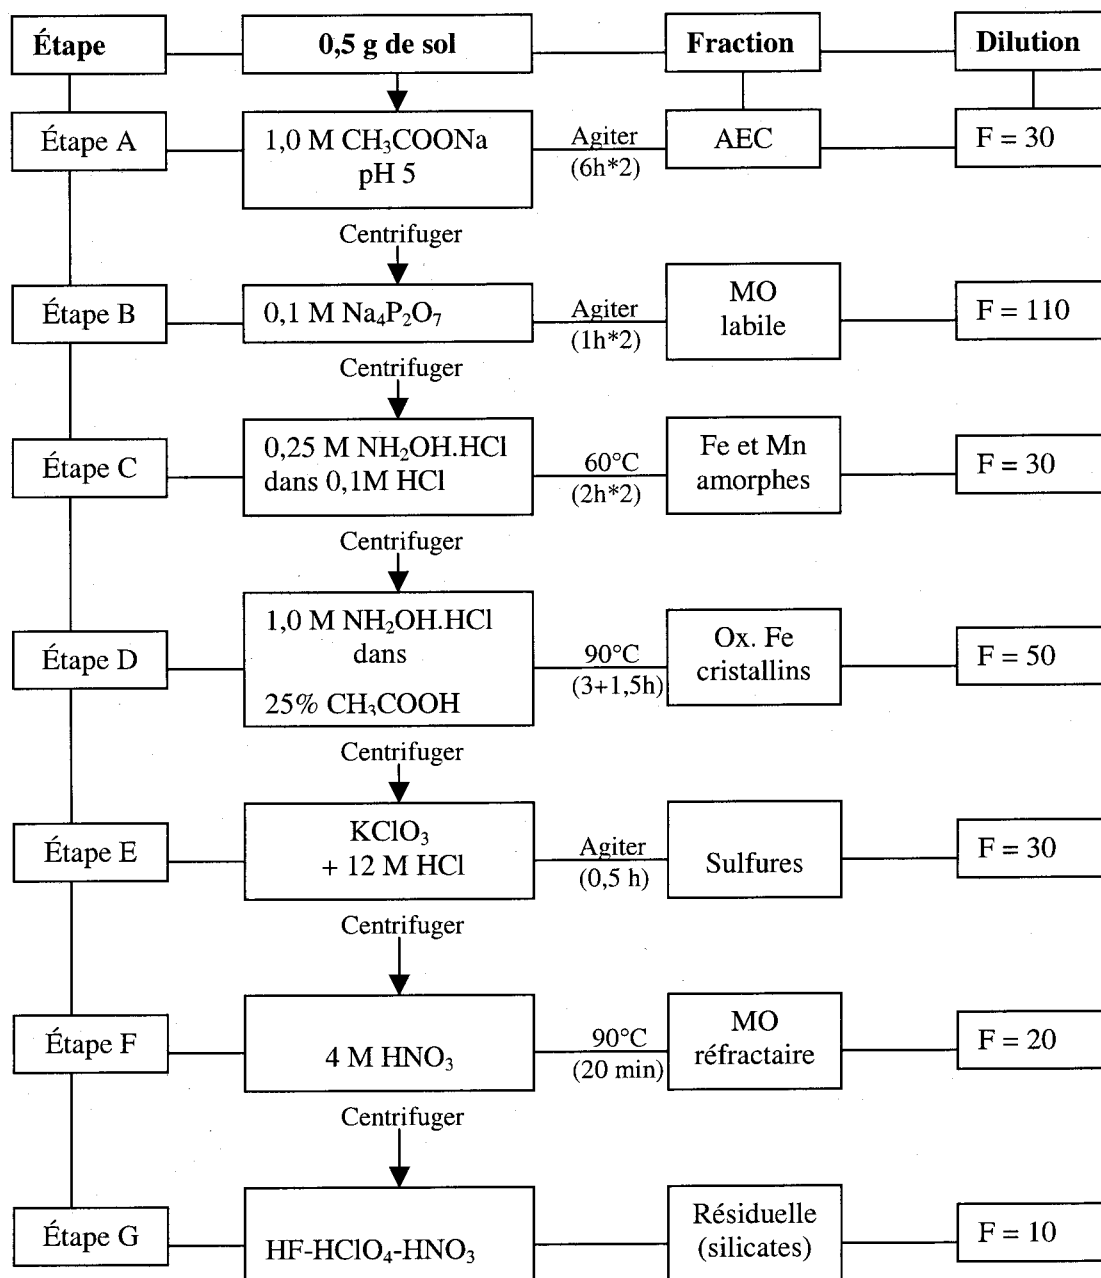 Étape
0,5 g de sol
Fraction
Dilution
Étape A
1,0 M CH₃COONa
pH 5
Agiter
(6h*2)
AEC
F = 30
Centrifuger
Étape B
0,1 M Na₄P₂O₇
Agiter
(1h*2)
MO
labile
F = 110
Centrifuger
Étape C
0,25 M NH₂OH.HCl
dans 0,1M HCl
60°C
(2h*2)
Fe et Mn
amorphes
F = 30
Centrifuger
Étape D
1,0 M NH₂OH.HCl
dans
25% CH₃COOH
90°C
(3+1,5h)
Ox. Fe
cristallins
F = 50
Centrifuger
Étape E
KClO₃
+ 12 M HCl
Agiter
(0,5 h)
Sulfures
F = 30
Centrifuger
Étape F
4 M HNO₃
90°C
(20 min)
MO
réfractaire
F = 20
Centrifuger
Étape G
HF-HClO₄-HNO₃
Résiduelle
(silicates)
F = 10